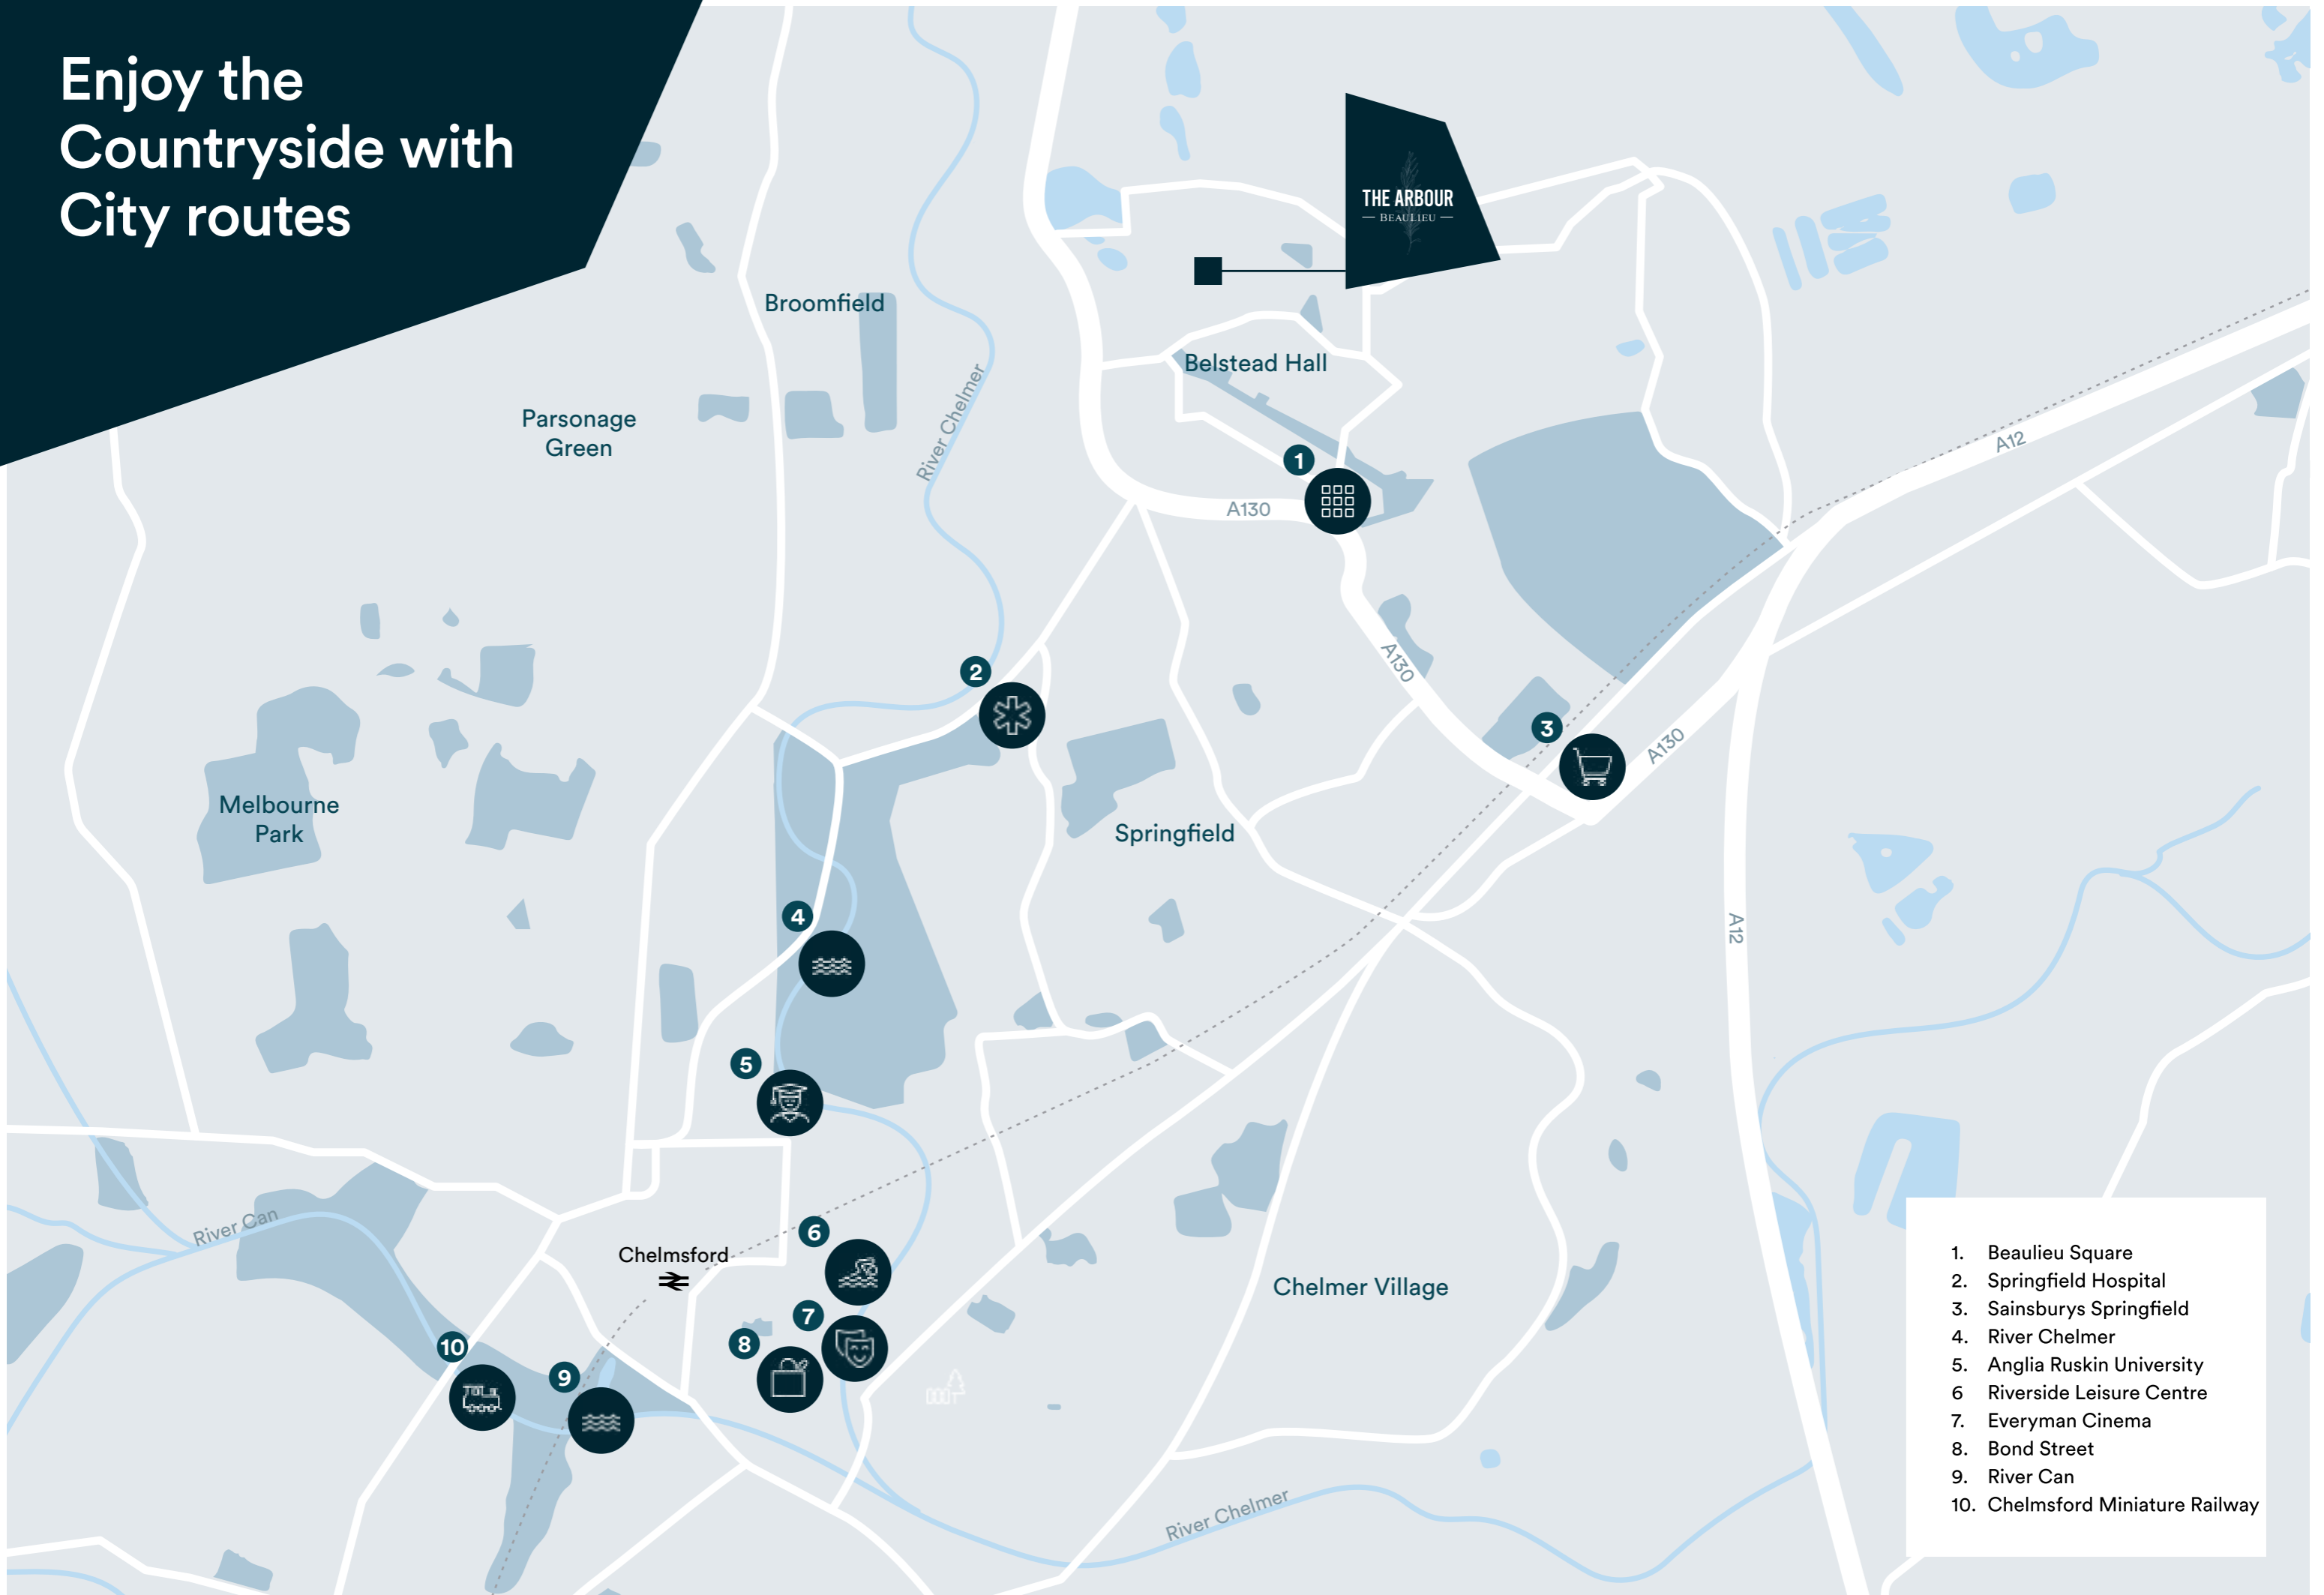 Enjoy the
Countryside with
City routes
THE ARBOUR
BEAULIEU
Broomfield
Belstead Hall
Parsonage
Green
River Chelmer
A12
1
A130
2
A130
3
A130
Melbourne
Park
Springfield
4
A12
5
River Can
6
Chelmsford
7
Chelmer Village
8
10
9
River Chelmer
1. Beaulieu Square
2. Springfield Hospital
3. Sainsburys Springfield
4. River Chelmer
5. Anglia Ruskin University
6 Riverside Leisure Centre
7. Everyman Cinema
8. Bond Street
9. River Can
10. Chelmsford Miniature Railway